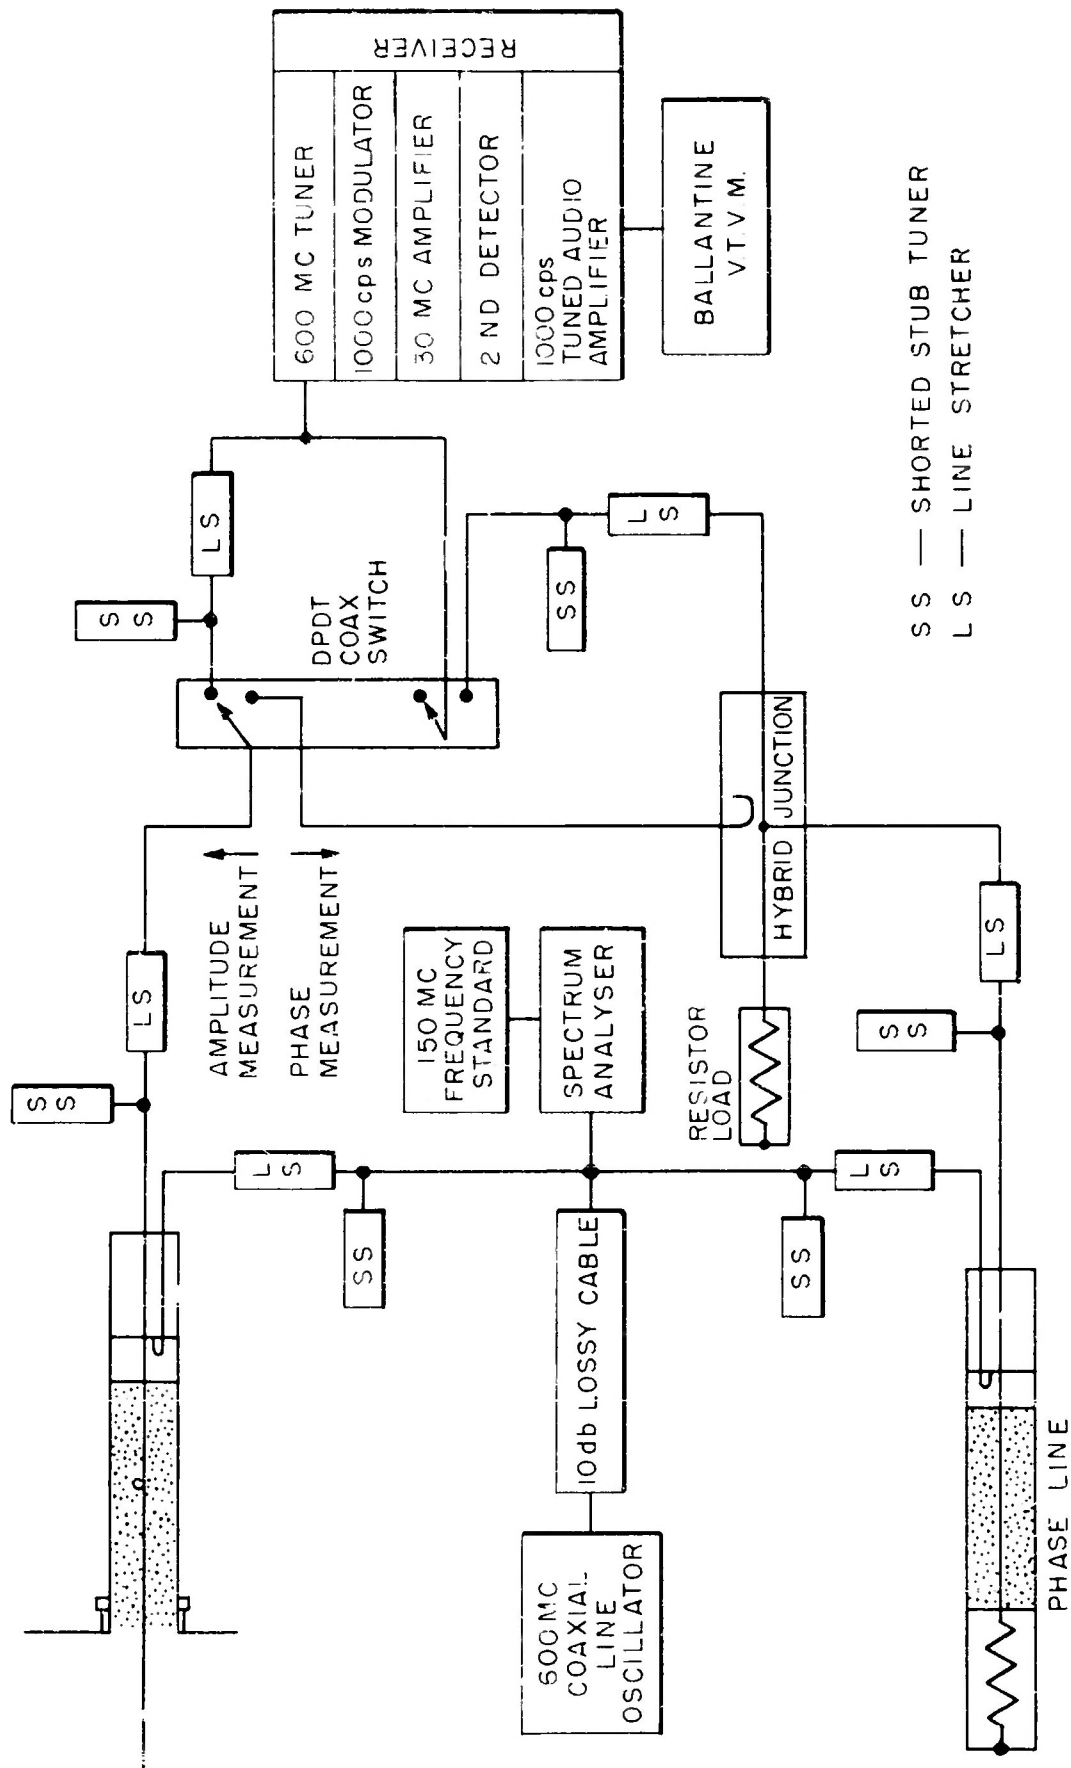 RECEIVER
600 MC TUNER
1000 cps MODULATOR
30 MC AMPLIFIER
2 ND DETECTOR
1000 cps
TUNED AUDIO
AMPLIFIER
BALLANTINE
V.T.V.M.
SS — SHORTED STUB TUNER
LS — LINE STRETCHER
LS
SS
DPDT
COAX
SWITCH
LS
SS
HYBRID JUNCTION
AMPLITUDE
MEASUREMENT
PHASE
MEASUREMENT
LS
SS
150 MC
FREQUENCY
STANDARD
SPECTRUM
ANALYSER
RESISTOR
LOAD
LS
SS
LS
SS
LS
SS
10db LOSSY CABLE
600 MC
COAXIAL
LINE
OSCILLATOR
PHASE LINE